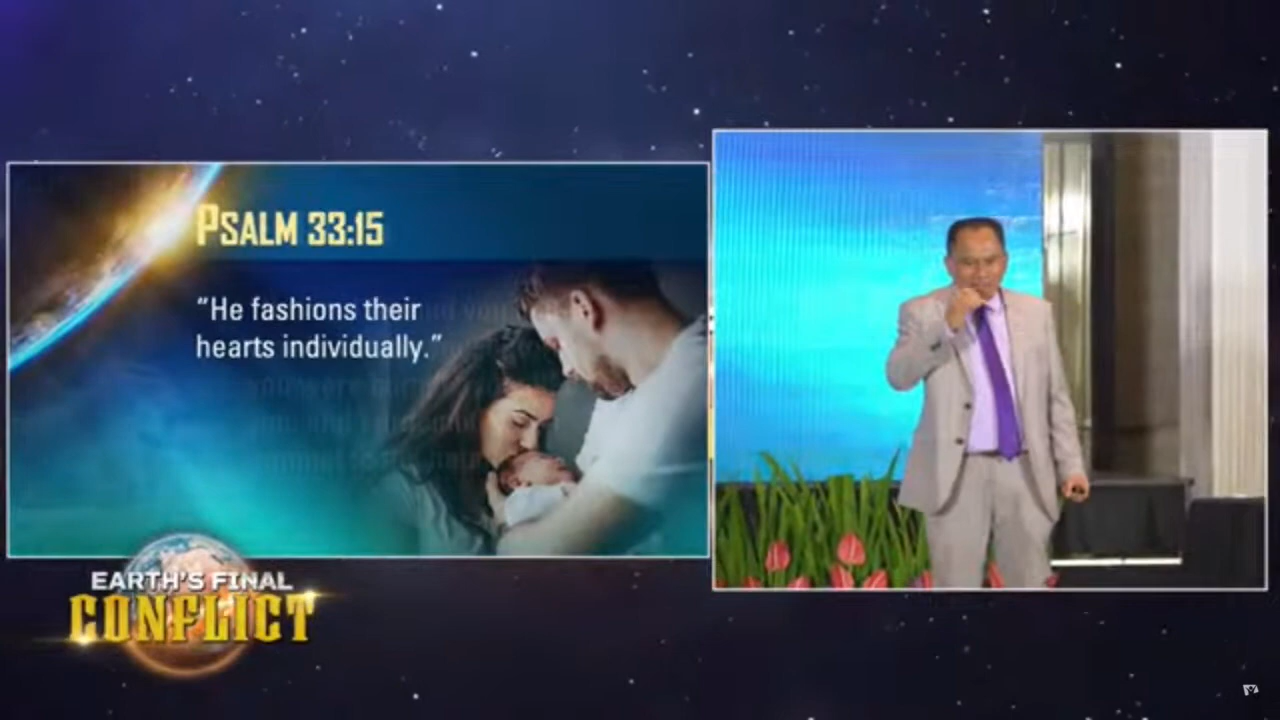 PSALM 33:15
“He fashions their
hearts individually.”
EARTH'S FINAL
CONFLICT